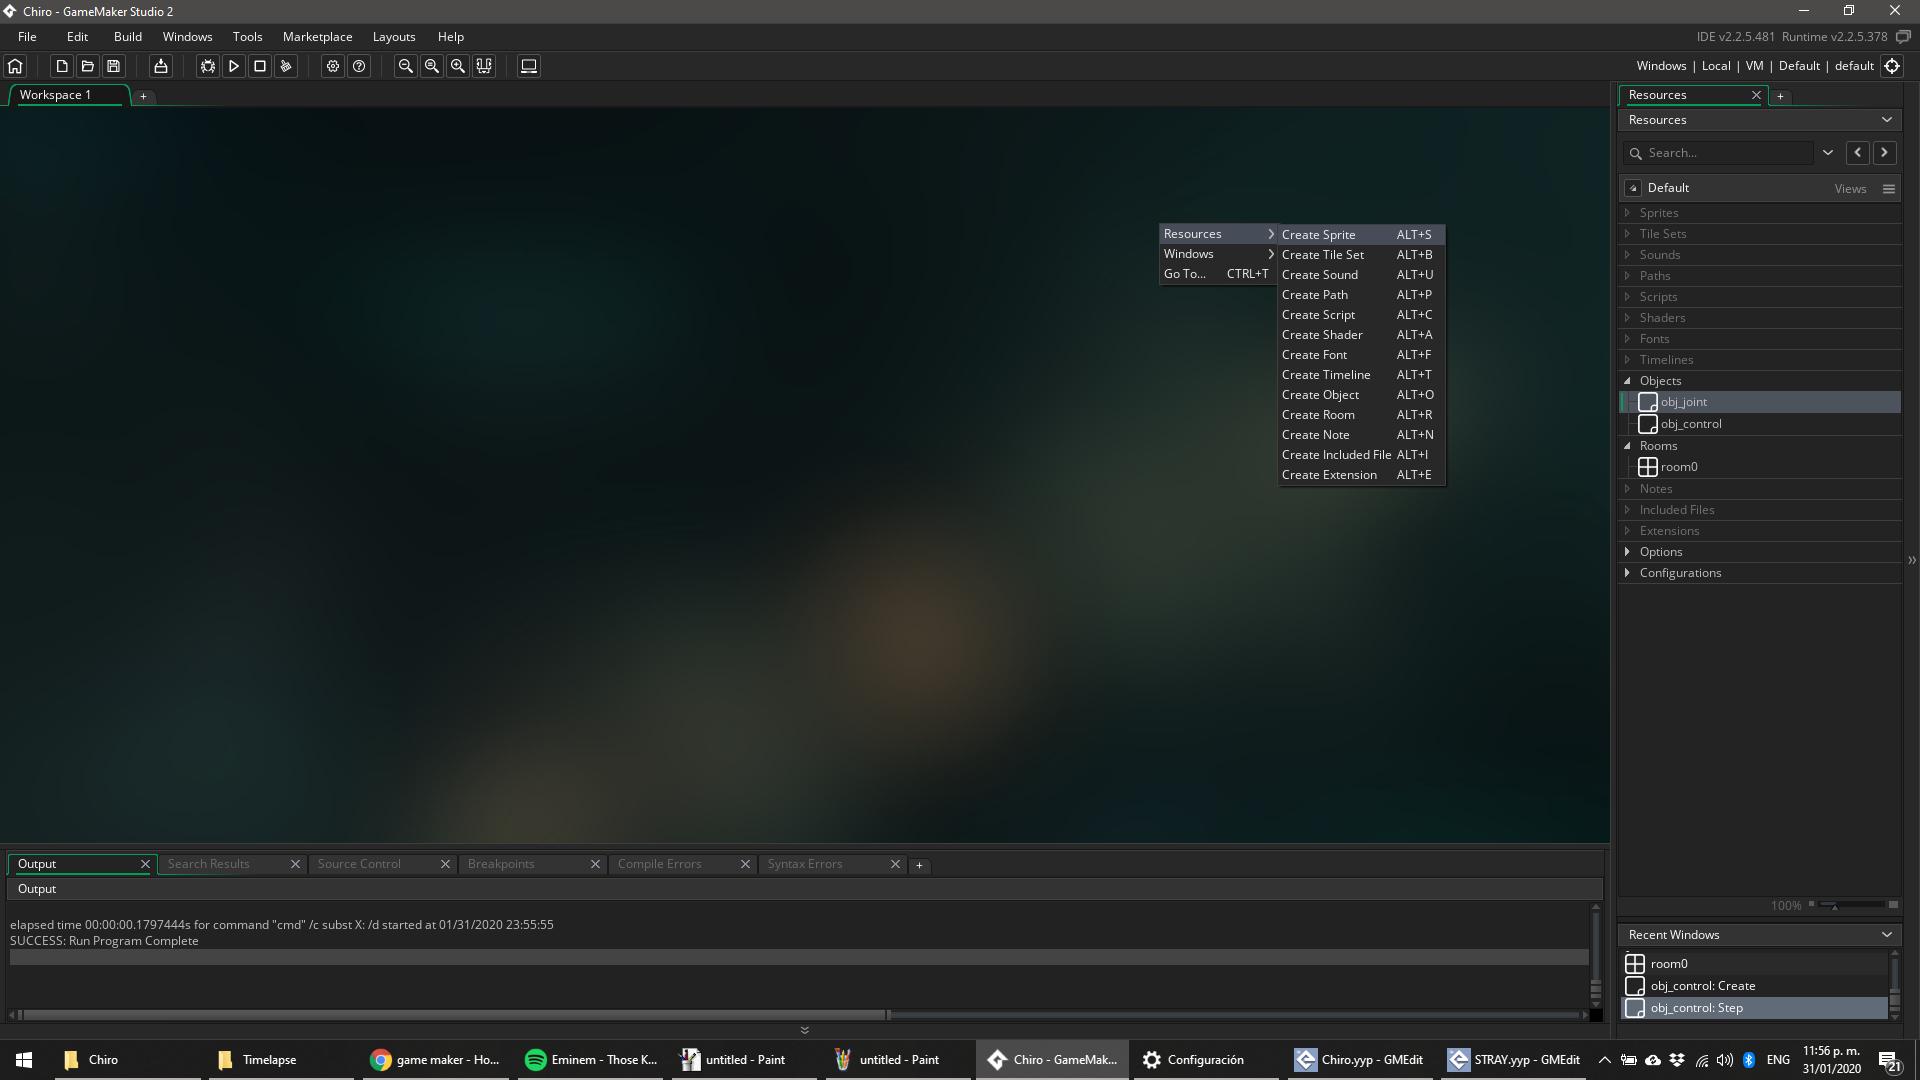 Chiro - GameMaker Studio 2
File Edit Build Windows Tools Marketplace Layouts Help
IDE v2.2.5.481 Runtime v2.2.5.378
Windows | Local | VM | Default | default
Workspace 1 +
Resources +
Resources
Search...
Default Views
Sprites
Tile Sets
Sounds
Paths
Scripts
Shaders
Fonts
Timelines
Objects
obj_joint
obj_control
Rooms
room0
Notes
Included Files
Extensions
Options
Configurations
100%
Resources
Windows
Go To... CTRL+T
Create Sprite ALT+S
Create Tile Set ALT+B
Create Sound ALT+U
Create Path ALT+P
Create Script ALT+C
Create Shader ALT+A
Create Font ALT+F
Create Timeline ALT+T
Create Object ALT+O
Create Room ALT+R
Create Note ALT+N
Create Included File ALT+I
Create Extension ALT+E
Output Search Results Source Control Breakpoints Compile Errors Syntax Errors +
Output
elapsed time 00:00:00.1797444s for command "cmd" /c subst X: /d started at 01/31/2020 23:55:55
SUCCESS: Run Program Complete
Recent Windows
room0
obj_control: Create
obj_control: Step
Chiro Timelapse game maker - Ho... Eminem - Those K... untitled - Paint untitled - Paint Chiro - GameMak... Configuración Chiro.yyp - GMEdit STRAY.yyp - GMEdit ENG
11:56 p. m.
31/01/2020
21